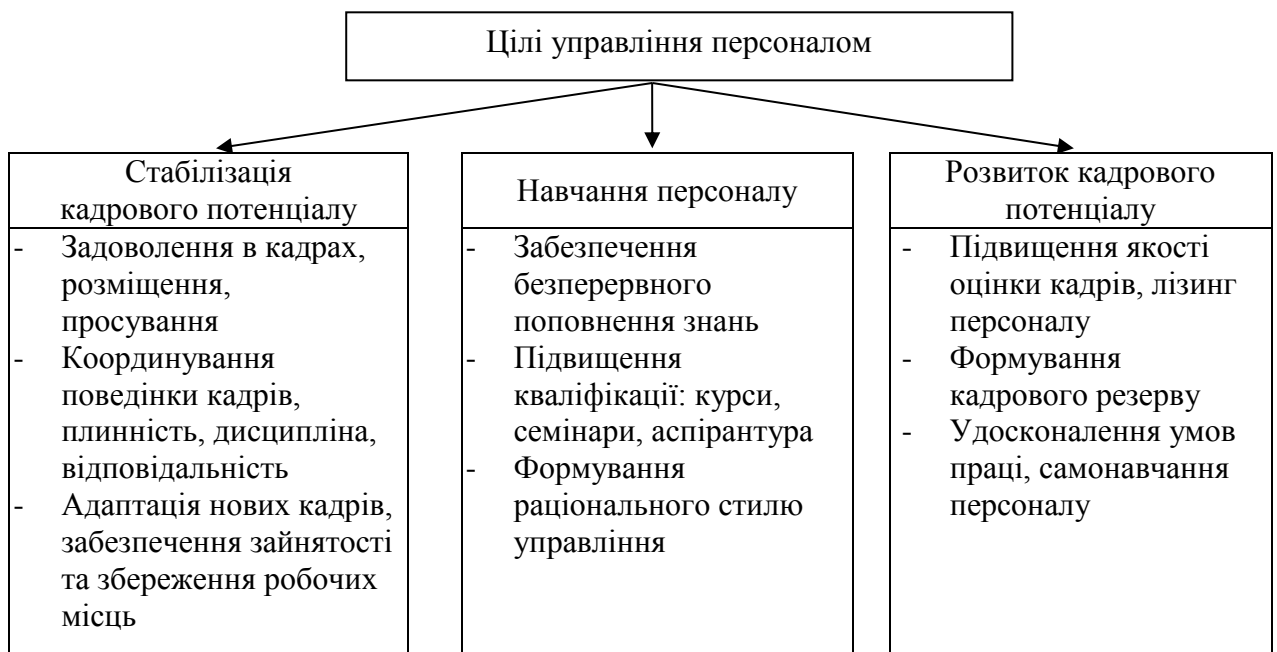 Цілі управління персоналом
Стабілізація
кадрового потенціалу
- Задоволення в кадрах,
розміщення,
просування
- Координування
поведінки кадрів,
плинність, дисципліна,
відповідальність
- Адаптація нових кадрів,
забезпечення зайнятості
та збереження робочих
місць
Навчання персоналу
- Забезпечення
безперервного
поповнення знань
- Підвищення
кваліфікації: курси,
семінари, аспірантура
- Формування
раціонального стилю
управління
Розвиток кадрового
потенціалу
- Підвищення якості
оцінки кадрів, лізинг
персоналу
- Формування
кадрового резерву
- Удосконалення умов
праці, самонавчання
персоналу